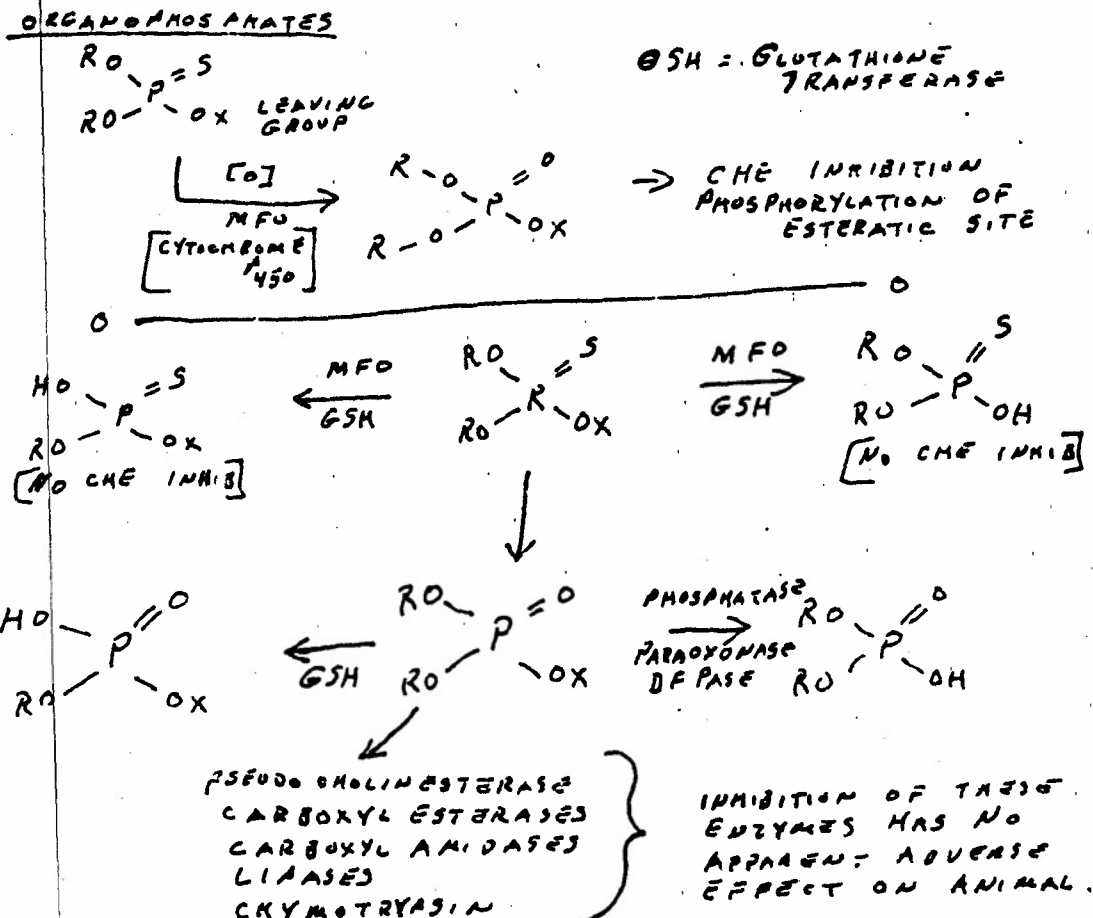 ORGANOPHOSPHATES
GSH = GLUTATHIONE
TRANSFERASE
RO
S
P
RO
OX
LEAVING
GROUP
[O]
MFO
[CYTOCHROME
P450]
R O
O
P
R O
OX
→ CHE INHIBITION
PHOSPHORYLATION OF
ESTERATIC SITE
O
O
HO
S
P
RO
OX
[NO CHE INHIB]
MFO
GSH
RO
S
R
RO
OX
MFO
GSH
RO
S
P
RO
OH
[NO CHE INHIB]
HO
O
P
RO
OX
GSH
RO
O
P
RO
OX
PHOSPHATASE
PARAOXONASE
DFPASE
RO
O
P
RO
OH
PSEUDO CHOLINESTERASE
CARBOXYL ESTERASES
CARBOXYL AMIDASES
LIPASES
CHYMOTRYPSIN
INHIBITION OF THESE
ENZYMES HAS NO
APPARENT ADVERSE
EFFECT ON ANIMAL.